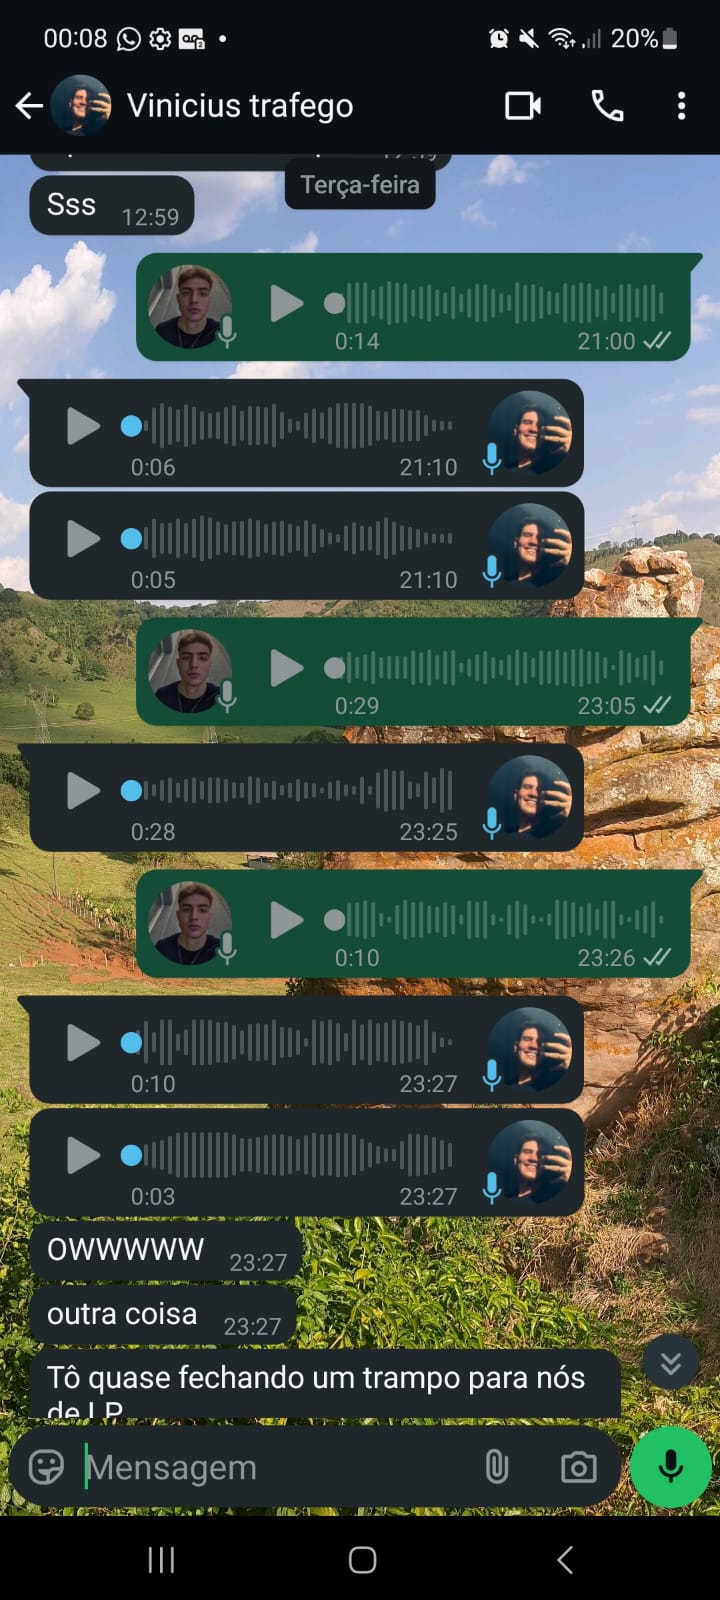 00:08 20%
Vinicius trafego
Terça-feira
Sss 12:59
0:14 21:00
0:06 21:10
0:05 21:10
0:29 23:05
0:28 23:25
0:10 23:26
0:10 23:27
0:03 23:27
OWWWWW 23:27
outra coisa 23:27
Tô quase fechando um trampo para nós
de LP
Mensagem